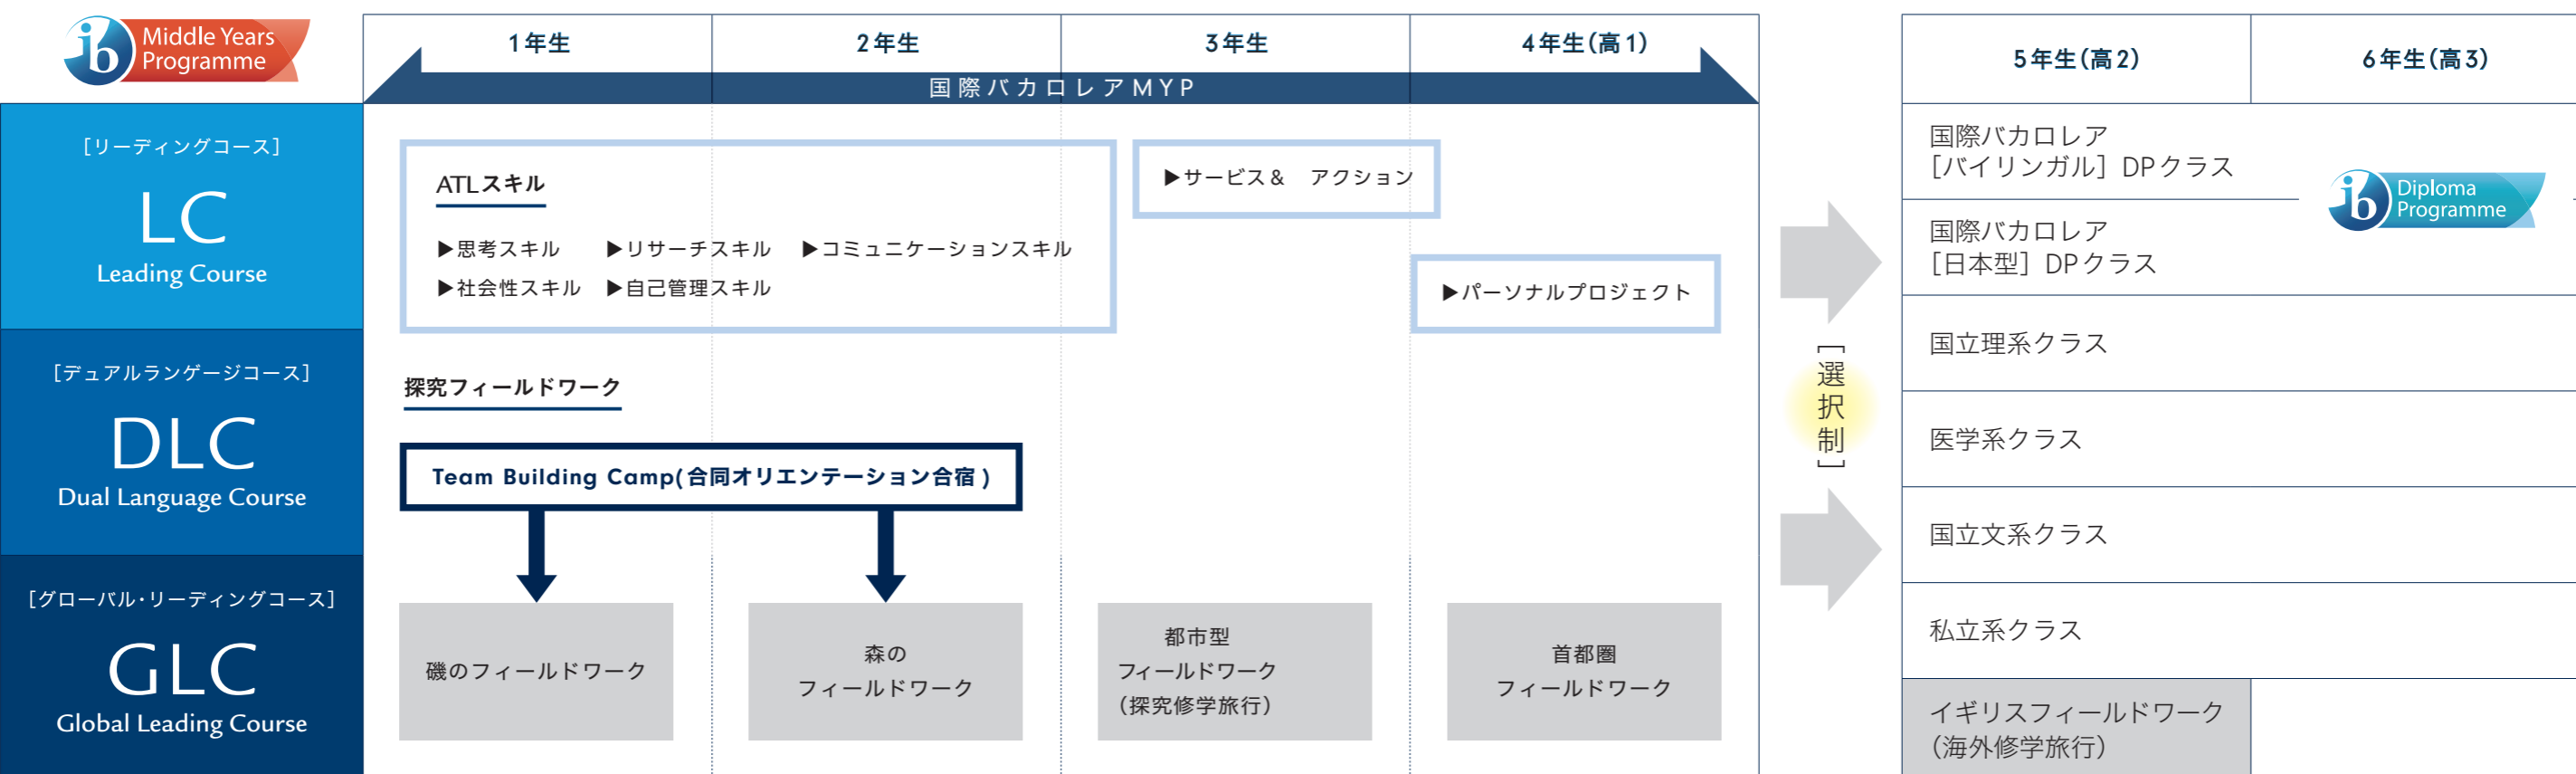 ib Middle Years
Programme
1年生
2年生
3年生
4年生(高1)
国際バカロレアMYP
5年生(高2)
6年生(高3)
[リーディングコース]
LC
Leading Course
[デュアルランゲージコース]
DLC
Dual Language Course
[グローバル・リーディングコース]
GLC
Global Leading Course
ATLスキル
▶思考スキル ▶リサーチスキル ▶コミュニケーションスキル
▶社会性スキル ▶自己管理スキル
▶サービス& アクション
▶パーソナルプロジェクト
探究フィールドワーク
Team Building Camp(合同オリエンテーション合宿)
磯のフィールドワーク
森の
フィールドワーク
都市型
フィールドワーク
(探究修学旅行)
首都圏
フィールドワーク
[選択制]
国際バカロレア
[バイリンガル] DPクラス
国際バカロレア
[日本型] DPクラス
ib Diploma
Programme
国立理系クラス
医学系クラス
国立文系クラス
私立系クラス
イギリスフィールドワーク
(海外修学旅行)